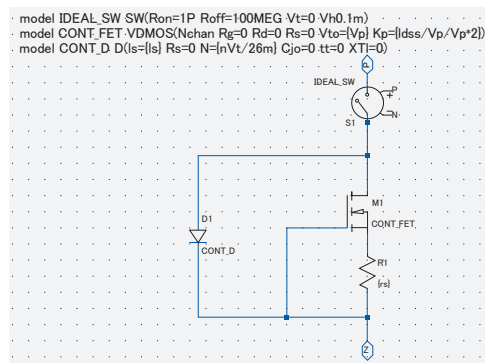 . model IDEAL_SW SW(Ron=1P Roff=100MEG Vt=0 Vh0.1m)
. model CONT_FET VDMOS(Nchan Rg=0 Rd=0 Rs=0 Vto={Vp} Kp={Idss/Vp/Vp*2})
. model CONT_D D(Is={Is} Rs=0 N={nVt/26m} Cjo=0 tt=0 XTI=0)
P
IDEAL_SW
P
+
N
S1
M1
CONT_FET
D1
CONT_D
R1
{rs}
Z